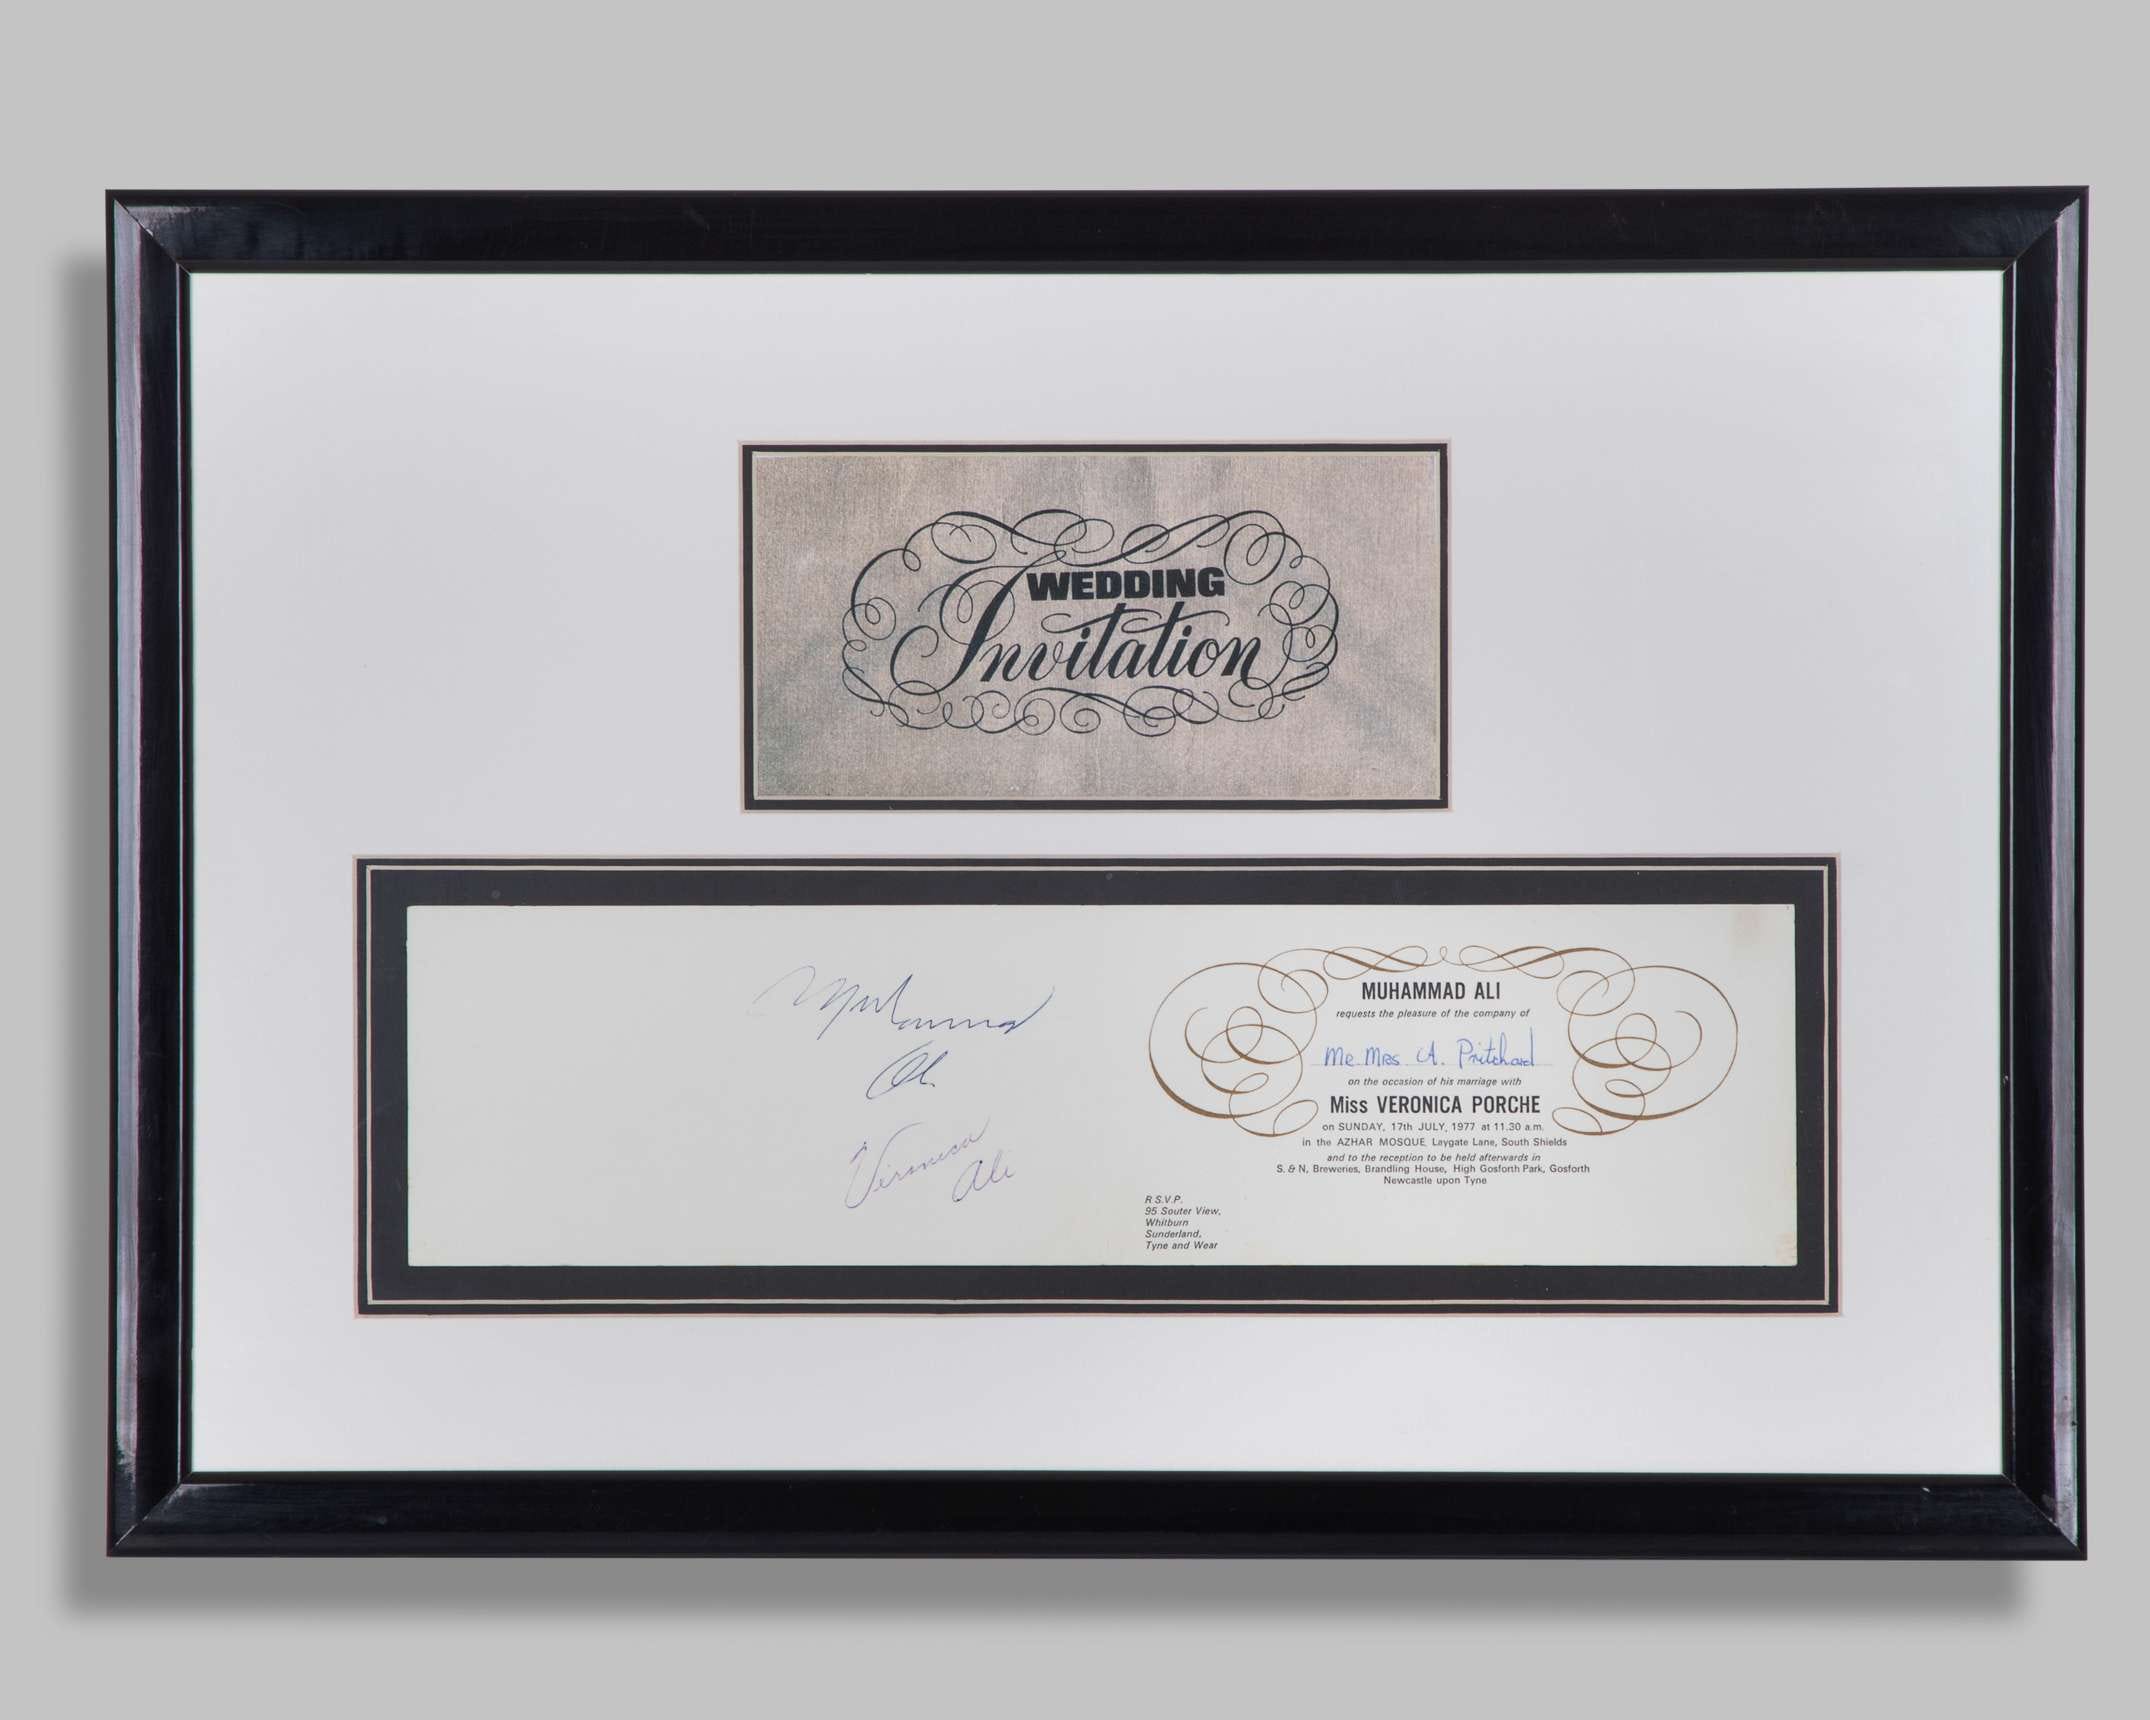 WEDDING
Invitation
Muhammad
Ali
Veronica
Ali
MUHAMMAD ALI
requests the pleasure of the company of
Mr Mrs A. Pritchard
on the occasion of his marriage with
Miss VERONICA PORCHE
on SUNDAY, 17th JULY, 1977 at 11.30 a.m.
in the AZHAR MOSQUE, Laygate Lane, South Shields
and to the reception to be held afterwards in
S. & N, Breweries, Brandling House, High Gosforth Park, Gosforth
Newcastle upon Tyne
R.S.V.P.
95 Souter View,
Whitburn
Sunderland,
Tyne and Wear